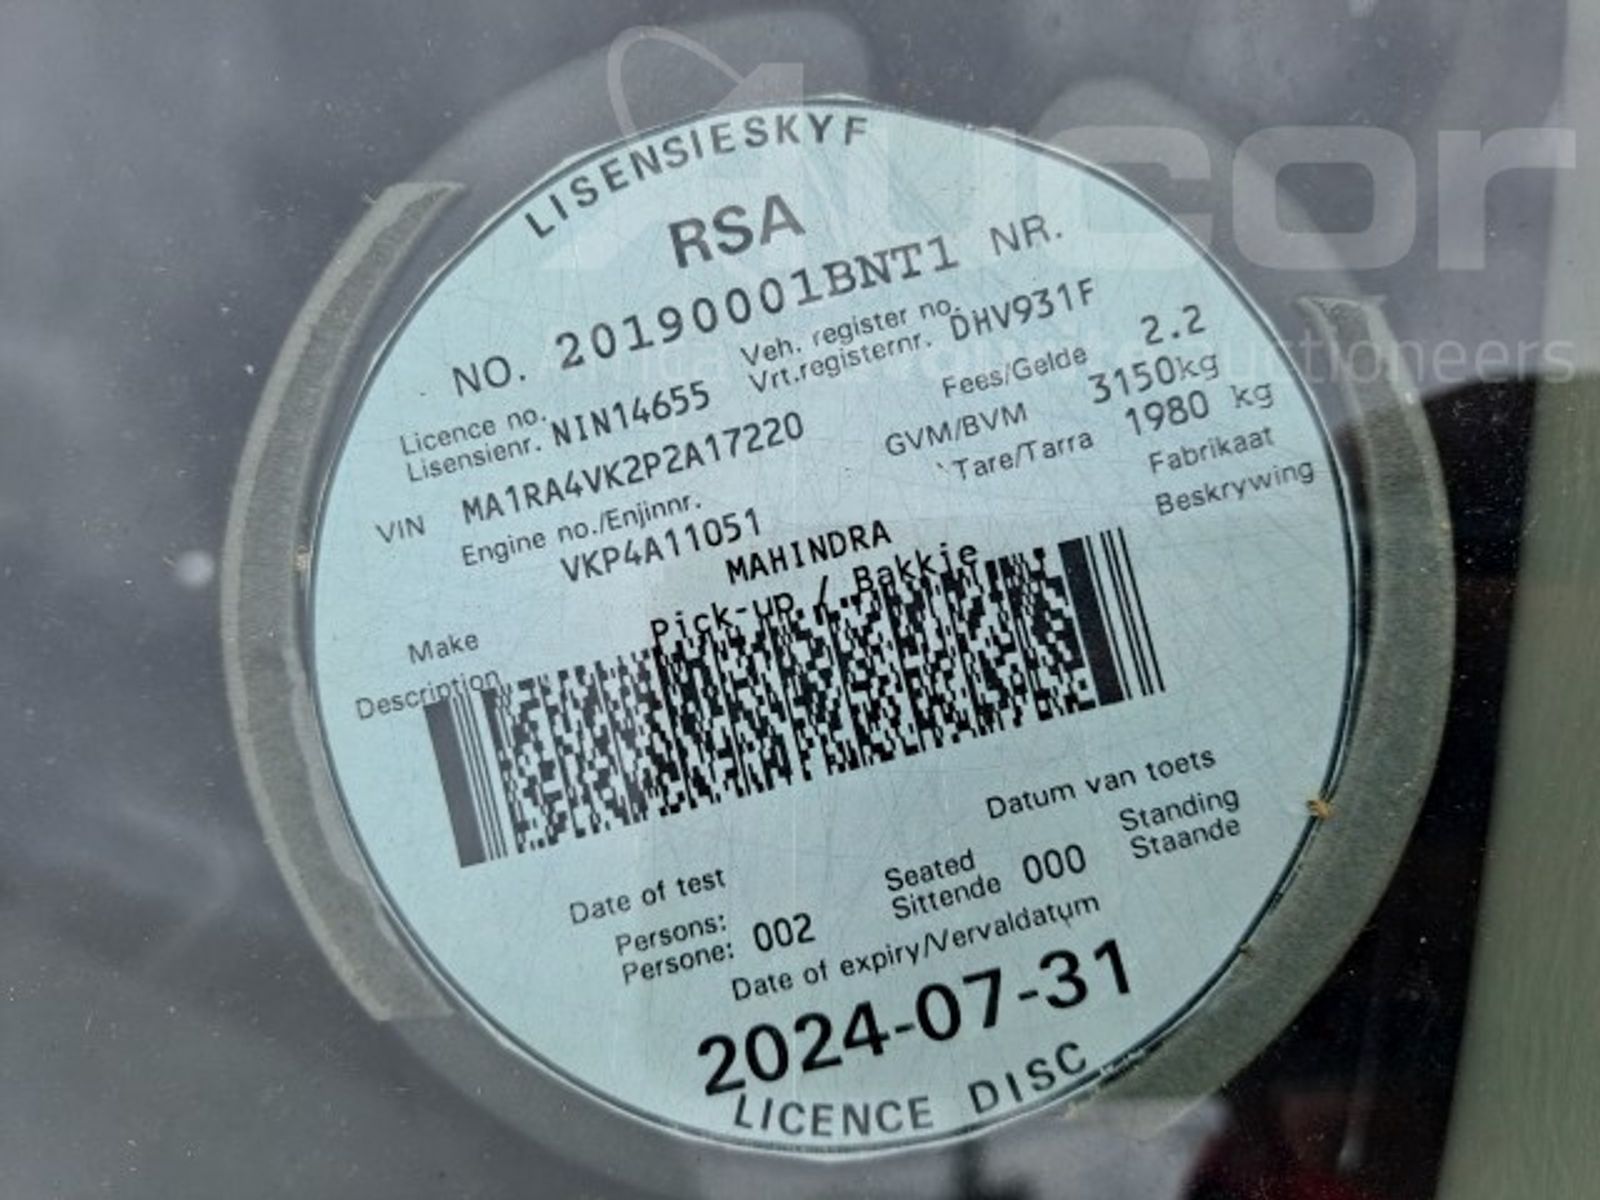 LISENSIESKYF
RSA
NO. 20190001BNT1 NR.
Licence no.
Lisensienr. NIN14655
Veh. register no.
Vrt.registernr. DHV931F
VIN MA1RA4VK2P2A17220
Fees/Gelde 2.2
GVM/BVM 3150kg
Tare/Tarra 1980 kg
Engine no./Enjinnr.
VKP4A11051
Fabrikaat
Beskrywing
Make MAHINDRA
Description Pick-up / Bakkie
Date of test
Datum van toets
Persons:
Persone: 002
Seated
Sittende 000
Standing
Staande
Date of expiry/Vervaldatum
2024-07-31
LICENCE DISC
Aucor